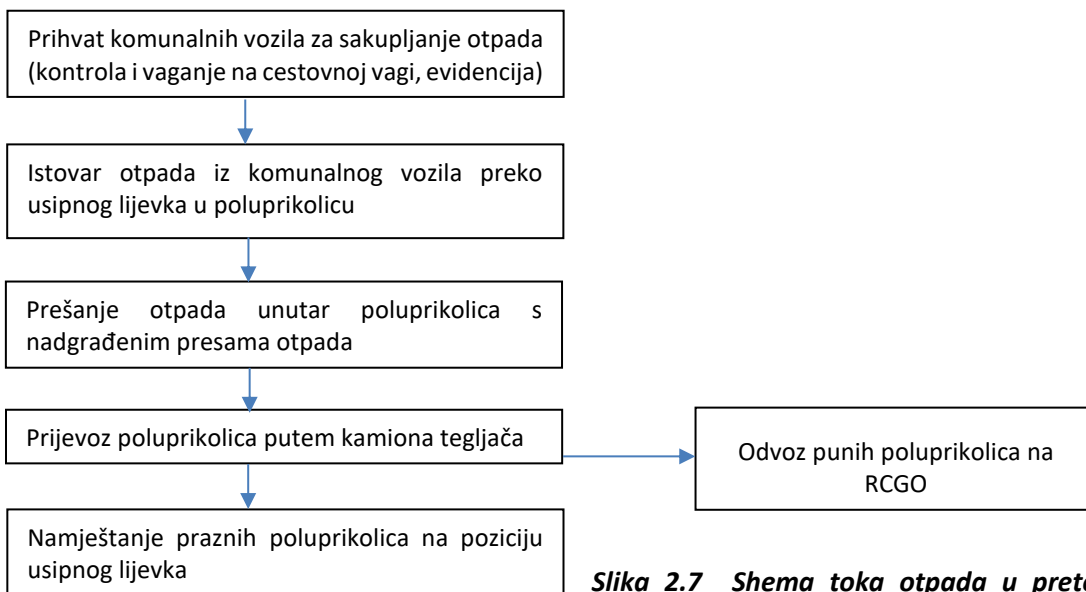 Prihvat komunalnih vozila za sakupljanje otpada
(kontrola i vaganje na cestovnoj vagi, evidencija)
Istovar otpada iz komunalnog vozila preko
usipnog lijevka u poluprikolicu
Prešanje otpada unutar poluprikolica s
nadgrađenim presama otpada
Prijevoz poluprikolica putem kamiona tegljača
Odvoz punih poluprikolica na
RCGO
Namještanje praznih poluprikolica na poziciju
usipnog lijevka
Slika 2.7 Shema toka otpada u